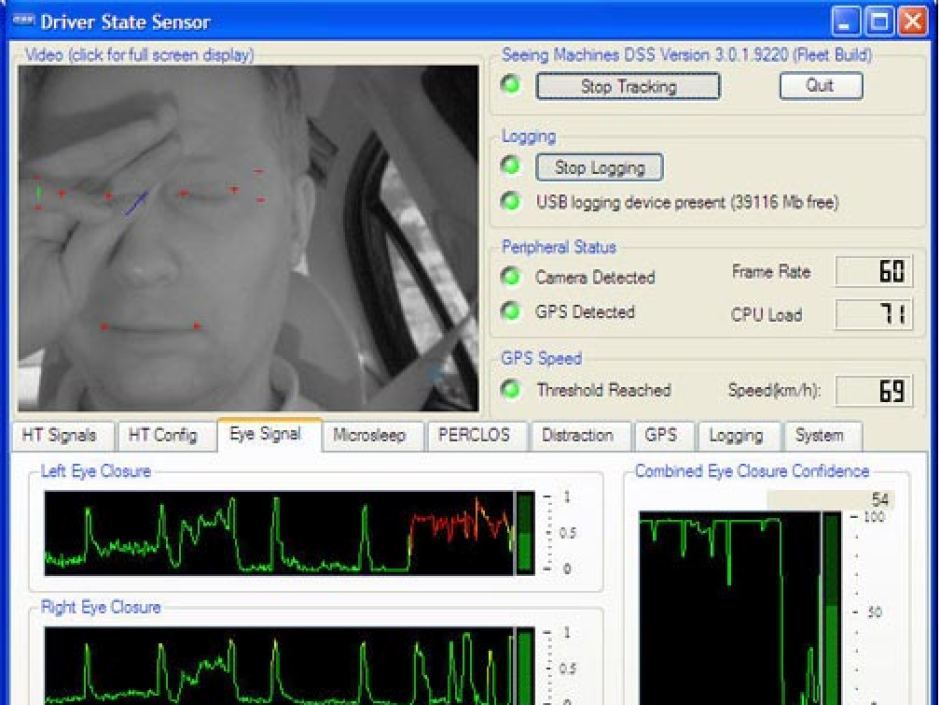 Driver State Sensor
Video (click for full screen display)
Seeing Machines DSS Version 3.0.1.9220 (Fleet Build)
Stop Tracking
Quit
Logging
Stop Logging
USB logging device present (39116 Mb free)
Peripheral Status
Camera Detected
Frame Rate
60
GPS Detected
CPU Load
71
GPS Speed
Threshold Reached
Speed(km/h):
69
HT Signals
HT Config
Eye Signal
Microsleep
PERCLOS
Distraction
GPS
Logging
System
Left Eye Closure
1
0.5
0
Combined Eye Closure Confidence
54
100
50
Right Eye Closure
1
0.5